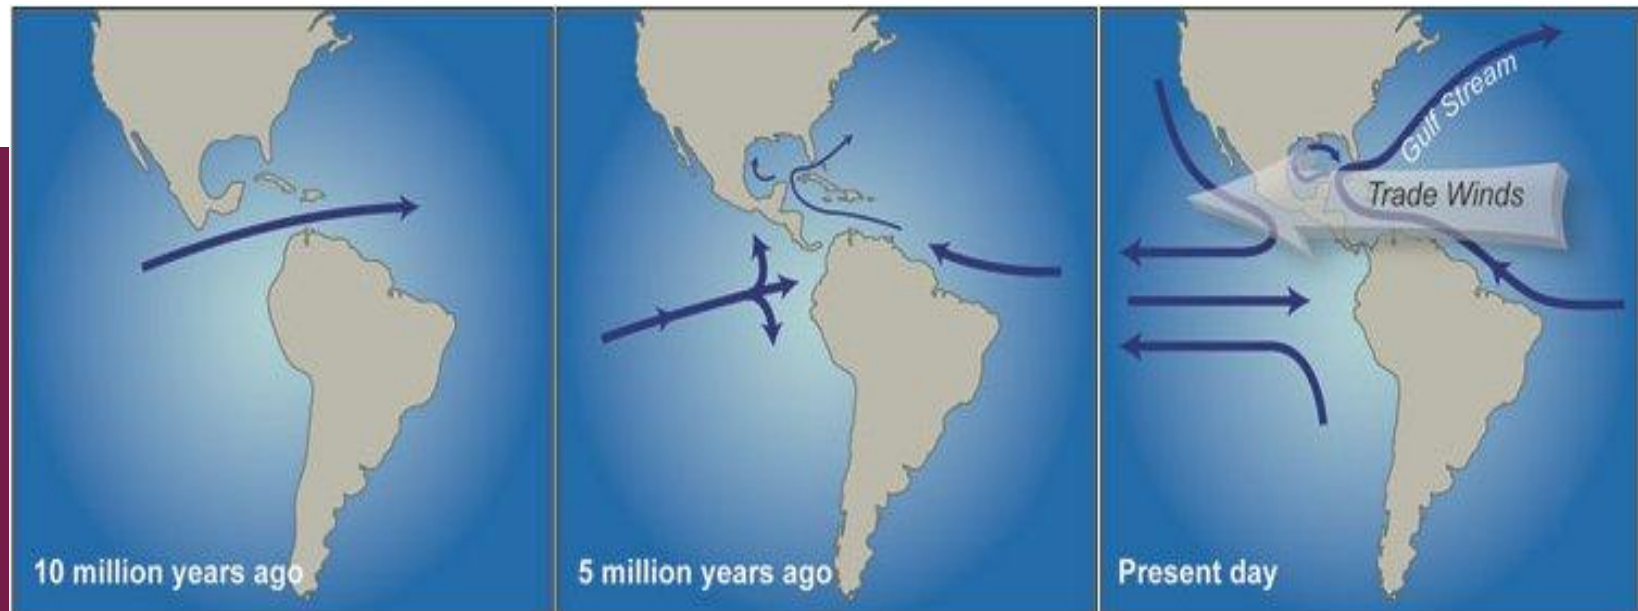 10 million years ago
5 million years ago
Gulf Stream
Trade Winds
Present day